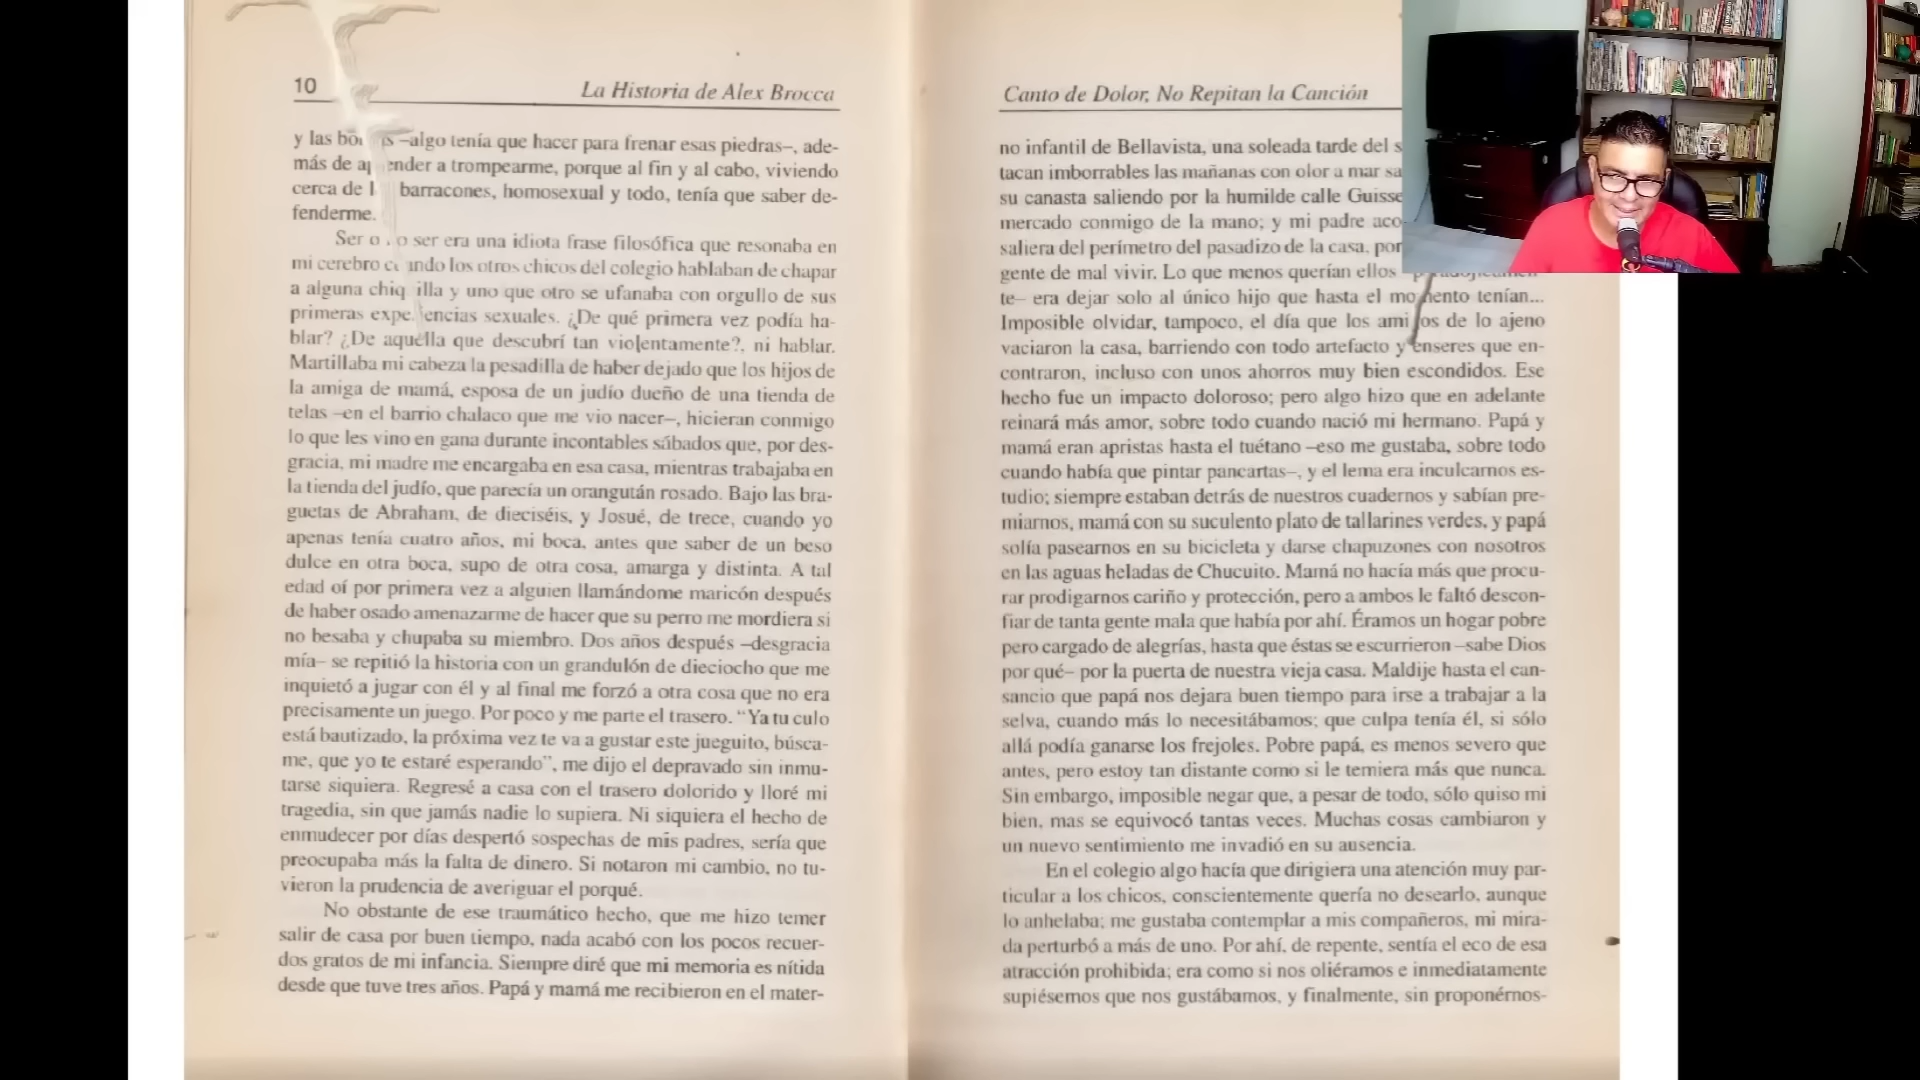 10
La Historia de Alex Brocca
y las –algo tenía que hacer para frenar esas piedras–, ade-
más de a trompearme, porque al fin y al cabo, viviendo
cerca de barracones, homosexual y todo, tenía que saber de-
fenderme.
Ser o no ser era una idiota frase filosófica que resonaba en
mi cerebro cuando los otros chicos del colegio hablaban de chapar
a alguna chiquilla y uno que otro se ufanaba con orgullo de sus
primeras experiencias sexuales. ¿De qué primera vez podía ha-
blar? ¿De aquella que descubrí tan violentamente?, ni hablar.
Martillaba mi cabeza la pesadilla de haber dejado que los hijos de
la amiga de mamá, esposa de un judío dueño de una tienda de
telas –en el barrio chalaco que me vio nacer–, hicieran conmigo
lo que les vino en gana durante incontables sábados que, por des-
gracia, mi madre me encargaba en esa casa, mientras trabajaba en
la tienda del judío, que parecía un orangután rosado. Bajo las bra-
guetas de Abraham, de dieciséis, y Josué, de trece, cuando yo
apenas tenía cuatro años, mi boca, antes que saber de un beso
dulce en otra boca, supo de otra cosa, amarga y distinta. A tal
edad oí por primera vez a alguien llamándome maricón después
de haber osado amenazarme de hacer que su perro me mordiera si
no besaba y chupaba su miembro. Dos años después –desgracia
mía– se repitió la historia con un grandulón de dieciocho que me
inquietó a jugar con él y al final me forzó a otra cosa que no era
precisamente un juego. Por poco y me parte el trasero. “Ya tu culo
está bautizado, la próxima vez te va a gustar este jueguito, búsca-
me, que yo te estaré esperando”, me dijo el depravado sin inmu-
tarse siquiera. Regresé a casa con el trasero dolorido y lloré mi
tragedia, sin que jamás nadie lo supiera. Ni siquiera el hecho de
enmudecer por días despertó sospechas de mis padres, sería que
preocupaba más la falta de dinero. Si notaron mi cambio, no tu-
vieron la prudencia de averiguar el porqué.
No obstante de ese traumático hecho, que me hizo temer
salir de casa por buen tiempo, nada acabó con los pocos recuer-
dos gratos de mi infancia. Siempre diré que mi memoria es nítida
desde que tuve tres años. Papá y mamá me recibieron en el mater-
Canto de Dolor, No Repitan la Canción
no infantil de Bellavista, una soleada tarde del
tacan imborrables las mañanas con olor a mar
su canasta saliendo por la humilde calle
mercado conmigo de la mano; y mi padre
saliera del perímetro del pasadizo de la casa, por
gente de mal vivir. Lo que menos querían ellos
te– era dejar solo al único hijo que hasta el momento tenían...
Imposible olvidar, tampoco, el día que los amigos de lo ajeno
vaciaron la casa, barriendo con todo artefacto y enseres que en-
contraron, incluso con unos ahorros muy bien escondidos. Ese
hecho fue un impacto doloroso; pero algo hizo que en adelante
reinará más amor, sobre todo cuando nació mi hermano. Papá y
mamá eran apristas hasta el tuétano –eso me gustaba, sobre todo
cuando había que pintar pancartas–, y el lema era inculcarnos es-
tudio; siempre estaban detrás de nuestros cuadernos y sabían pre-
miarnos, mamá con su suculento plato de tallarines verdes, y papá
solía pasearnos en su bicicleta y darse chapuzones con nosotros
en las aguas heladas de Chucuito. Mamá no hacía más que procu-
rar prodigarnos cariño y protección, pero a ambos le faltó descon-
fiar de tanta gente mala que había por ahí. Éramos un hogar pobre
pero cargado de alegrías, hasta que éstas se escurrieron –sabe Dios
por qué– por la puerta de nuestra vieja casa. Maldije hasta el can-
sancio que papá nos dejara buen tiempo para irse a trabajar a la
selva, cuando más lo necesitábamos; que culpa tenía él, si sólo
allá podía ganarse los frejoles. Pobre papá, es menos severo que
antes, pero estoy tan distante como si le temiera más que nunca.
Sin embargo, imposible negar que, a pesar de todo, sólo quiso mi
bien, mas se equivocó tantas veces. Muchas cosas cambiaron y
un nuevo sentimiento me invadió en su ausencia.
En el colegio algo hacía que dirigiera una atención muy par-
ticular a los chicos, conscientemente quería no desearlo, aunque
lo anhelaba; me gustaba contemplar a mis compañeros, mi mira-
da perturbó a más de uno. Por ahí, de repente, sentía el eco de esa
atracción prohibida; era como si nos oliéramos e inmediatamente
supiésemos que nos gustábamos, y finalmente, sin proponérnos-